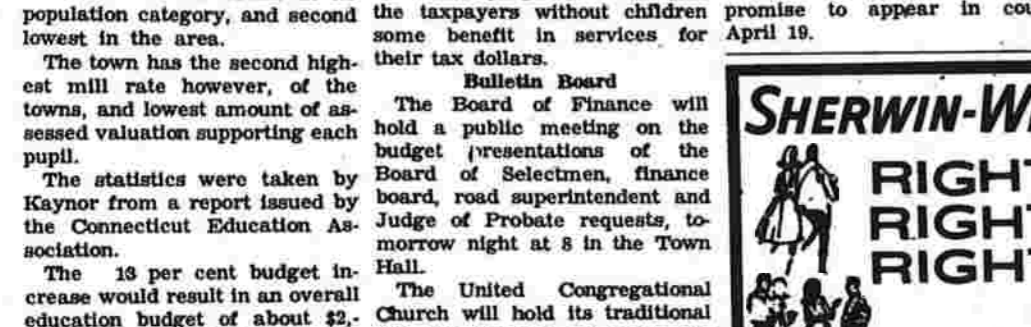 population category, and second
lowest in the area.
The town has the second high-
est mill rate however, of the
towns, and lowest amount of as-
sessed valuation supporting each
pupil.
The statistics were taken by
Kaynor from a report issued by
the Connecticut Education As-
sociation.
The 13 per cent budget in-
crease would result in an overall
education budget of about $2,-
the taxpayers without children
some benefit in services for
their tax dollars.
Bulletin Board
The Board of Finance will
hold a public meeting on the
budget presentations of the
Board of Selectmen, finance
board, road superintendent and
Judge of Probate requests, to-
morrow night at 8 in the Town
Hall.
The United Congregational
Church will hold its traditional
promise to appear in cou
April 19.
SHERWIN-W
RIGHT
RIGHT
RIGHT